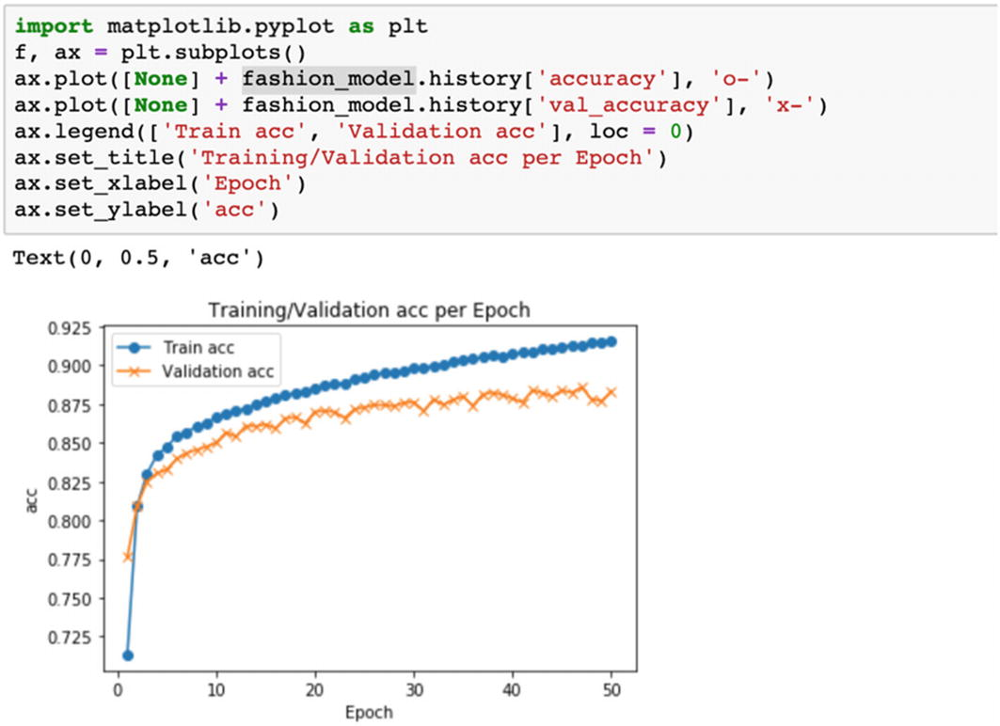 import matplotlib.pyplot as plt
f, ax = plt.subplots()
ax.plot([None] + fashion_model.history['accuracy'], 'o-')
ax.plot([None] + fashion_model.history['val_accuracy'], 'x-')
ax.legend(['Train acc', 'Validation acc'], loc = 0)
ax.set_title('Training/Validation acc per Epoch')
ax.set_xlabel('Epoch')
ax.set_ylabel('acc')
Text(0, 0.5, 'acc')
Training/Validation acc per Epoch
Train acc
Validation acc
0.925
0.900
0.875
0.850
0.825
0.800
0.775
0.750
0.725
acc
0 10 20 30 40 50
Epoch